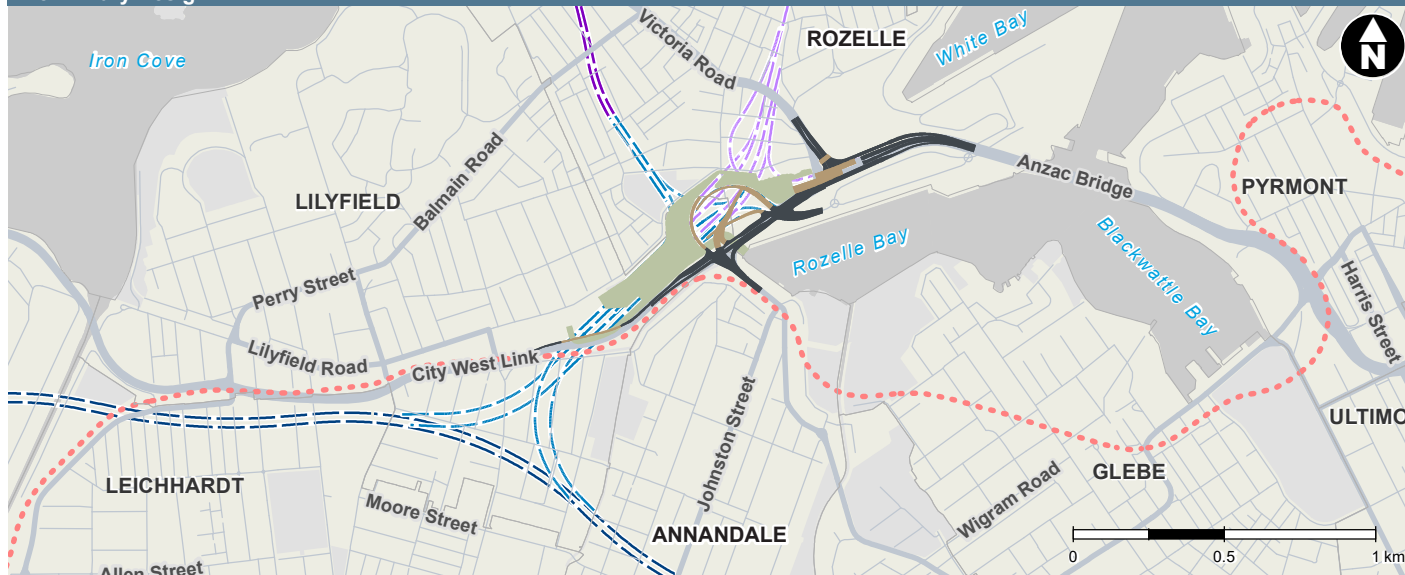 Victoria Road
ROZELLE
White Bay
N
Iron Cove
Balmain Road
LILYFIELD
Anzac Bridge
PYRMONT
Rozelle Bay
Blackwattle Bay
Perry Street
Harris Street
Lilyfield Road
City West Link
Johnston Street
ULTIMO
LEICHHARDT
GLEBE
Moore Street
Wigram Road
ANNANDALE
0
0.5
1 km
Allen Street